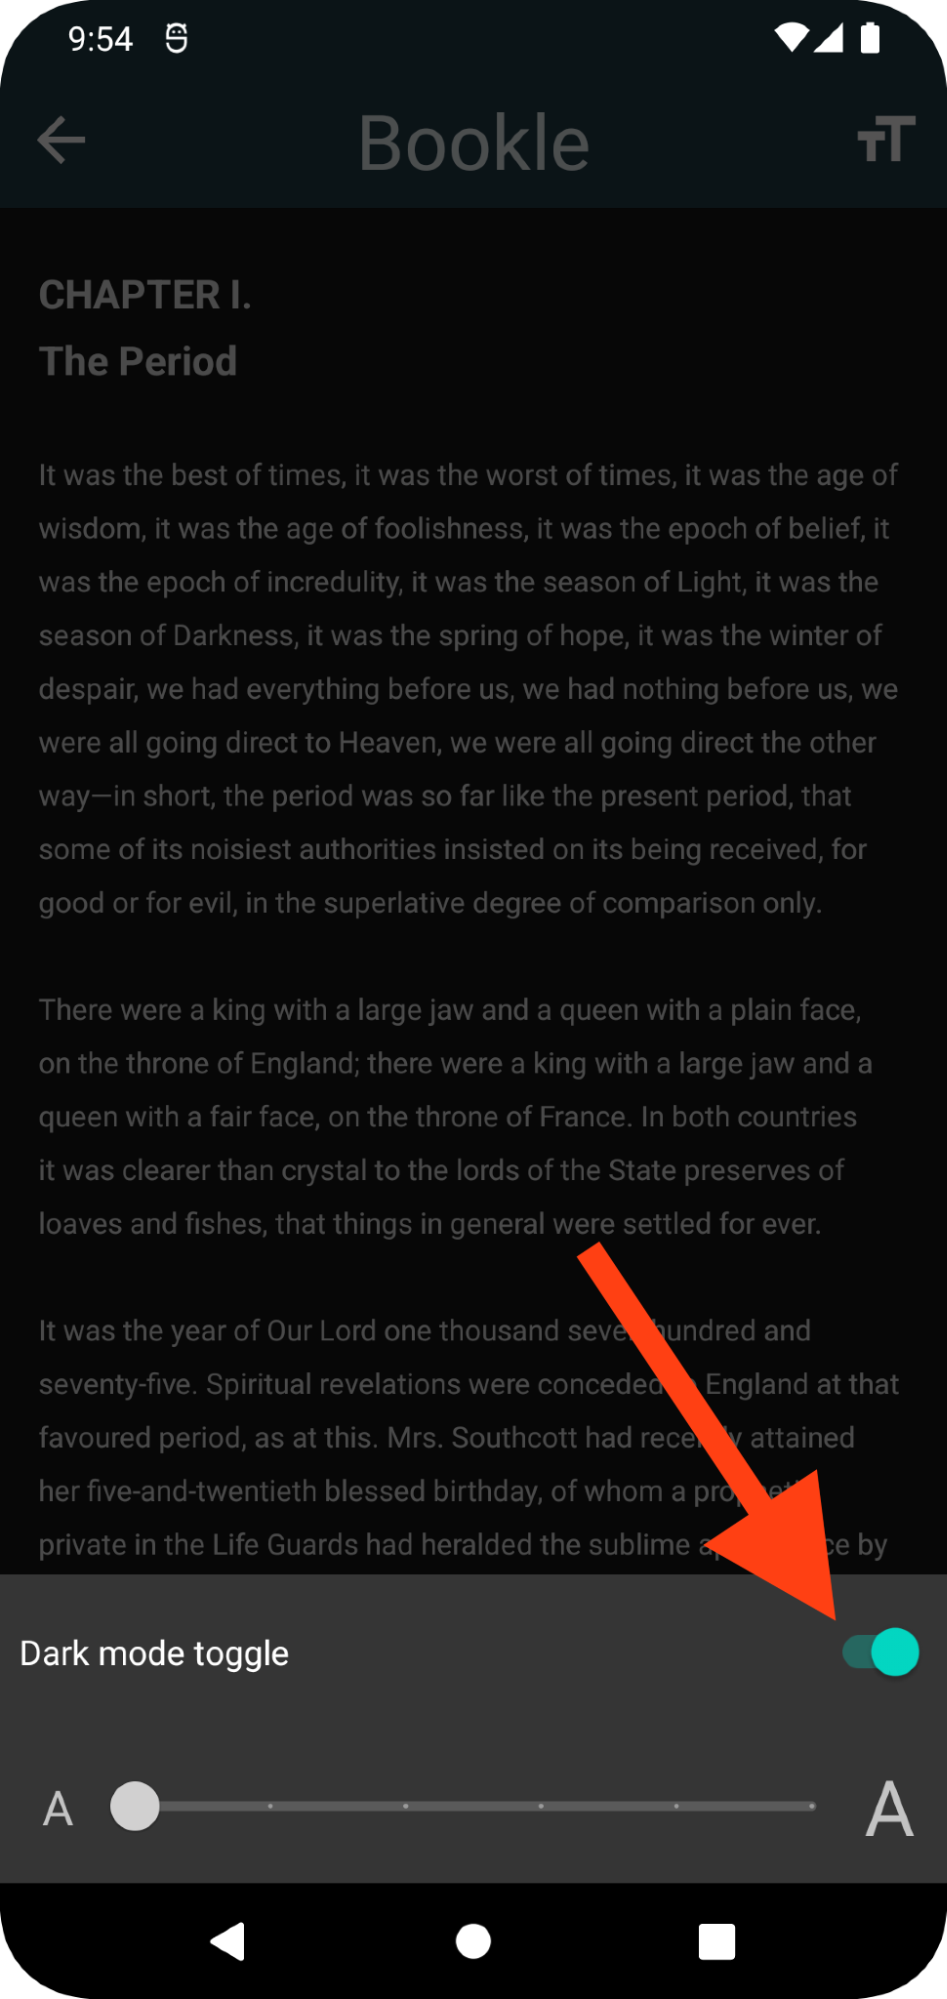 9:54
Bookle
TT
CHAPTER I.
The Period
It was the best of times, it was the worst of times, it was the age of
wisdom, it was the age of foolishness, it was the epoch of belief, it
was the epoch of incredulity, it was the season of Light, it was the
season of Darkness, it was the spring of hope, it was the winter of
despair, we had everything before us, we had nothing before us, we
were all going direct to Heaven, we were all going direct the other
way—in short, the period was so far like the present period, that
some of its noisiest authorities insisted on its being received, for
good or for evil, in the superlative degree of comparison only.
There were a king with a large jaw and a queen with a plain face,
on the throne of England; there were a king with a large jaw and a
queen with a fair face, on the throne of France. In both countries
it was clearer than crystal to the lords of the State preserves of
loaves and fishes, that things in general were settled for ever.
It was the year of Our Lord one thousand seven hundred and
seventy-five. Spiritual revelations were conceded England at that
favoured period, as at this. Mrs. Southcott had recently attained
her five-and-twentieth blessed birthday, of whom a
private in the Life Guards had heralded the sublime by
Dark mode toggle
A A